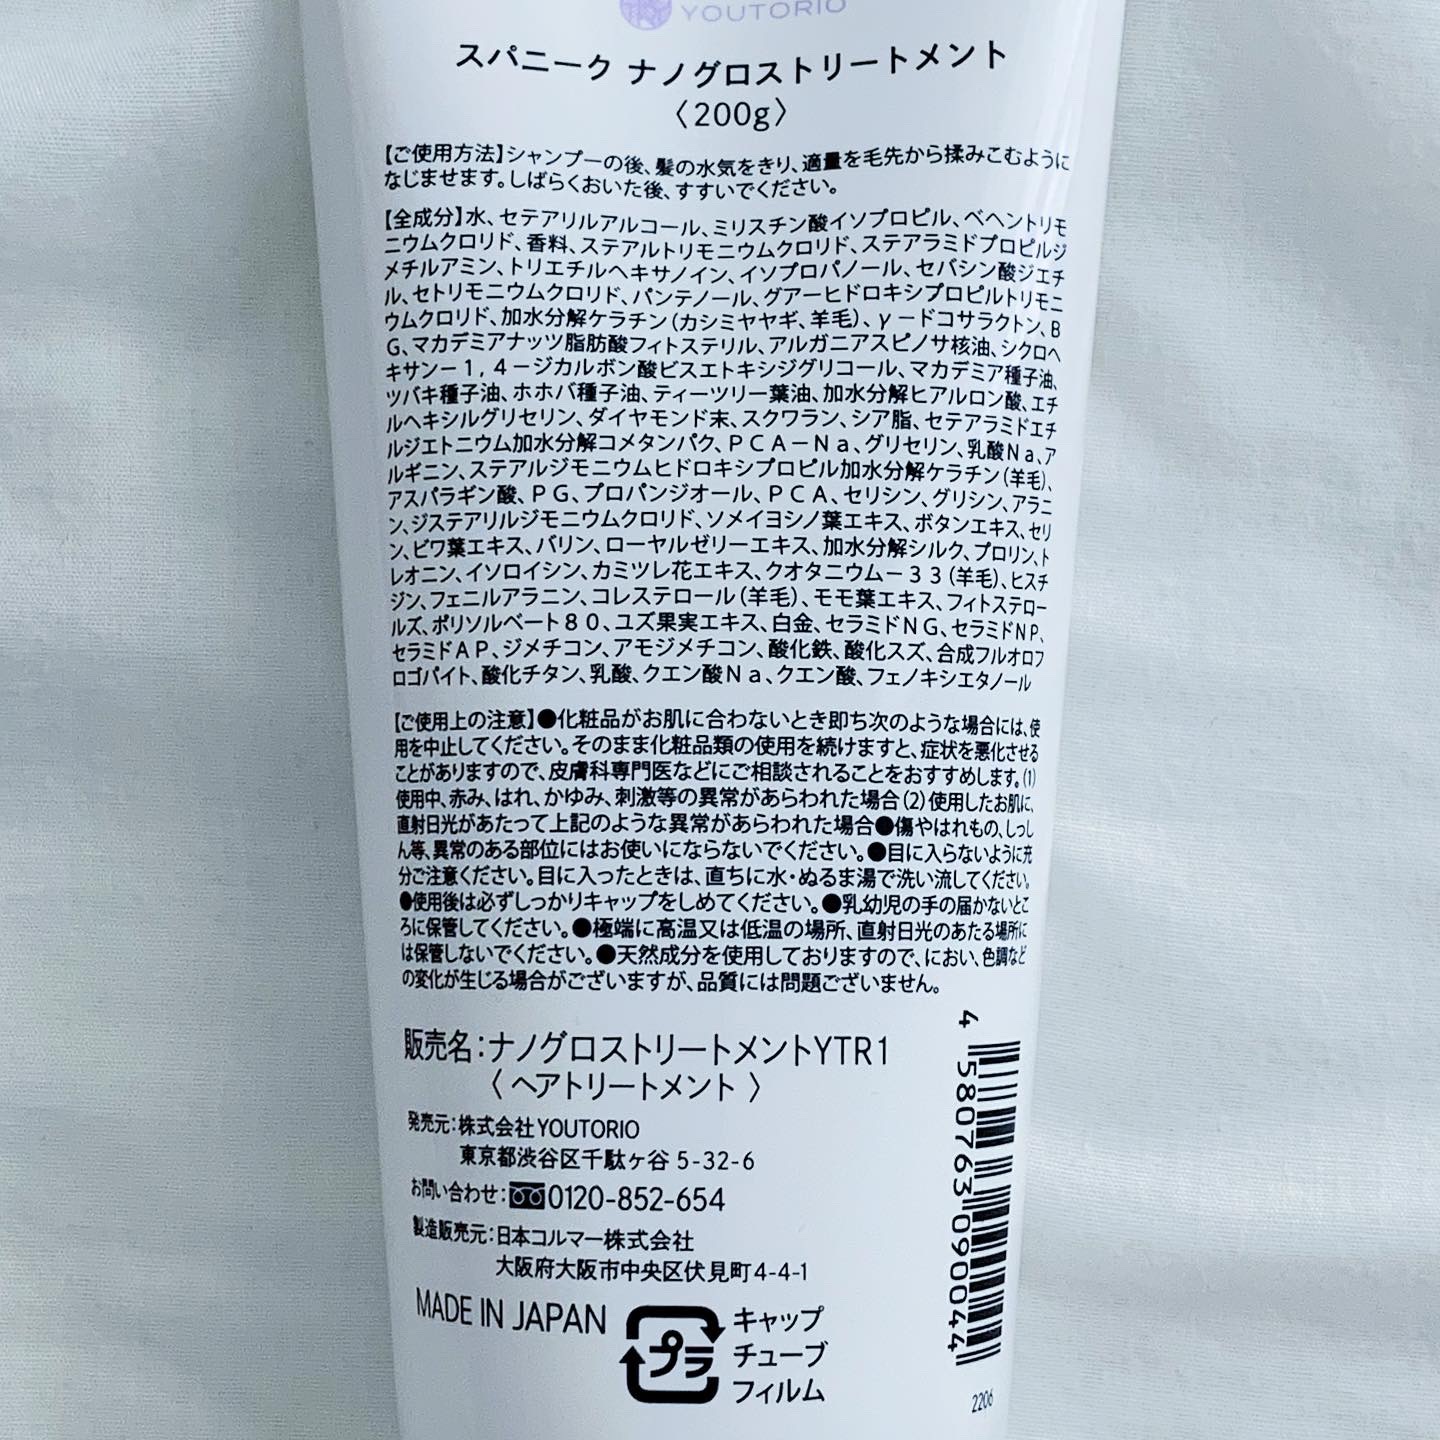 YOUTORIO
スパニーク ナノグロストリートメント
〈200g〉
【ご使用方法】シャンプーの後、髪の水気をきり、適量を毛先から揉みこむように
なじませます。しばらくおいた後、すすいでください。
【全成分】水、セテアリルアルコール、ミリスチン酸イソプロピル、ベヘントリモ
ニウムクロリド、香料、ステアルトリモニウムクロリド、ステアラミドプロピルジ
メチルアミン、トリエチルヘキサノイン、イソプロパノール、セバシン酸ジエチ
ル、セトリモニウムクロリド、パンテノール、グアーヒドロキシプロピルトリモニ
ウムクロリド、加水分解ケラチン(カシミヤヤギ、羊毛)、γ－ドコサラクトン、B
G、マカデミアナッツ脂肪酸フィトステリル、アルガニアスピノサ核油、シクロヘ
キサン－1,4－ジカルボン酸ビスエトキシジグリコール、マカデミア種子油、
ツバキ種子油、ホホバ種子油、ティーツリー葉油、加水分解ヒアルロン酸、エチ
ルヘキシルグリセリン、ダイヤモンド末、スクワラン、シア脂、セテアラミドエチ
ルジエトニウム加水分解コメタンパク、PCA－Na、グリセリン、乳酸Na、ア
ルギニン、ステアルジモニウムヒドロキシプロピル加水分解ケラチン(羊毛)、
アスパラギン酸、PG、プロパンジオール、PCA、セリシン、グリシン、アラニ
ン、ジステアリルジモニウムクロリド、ソメイヨシノ葉エキス、ボタンエキス、セリ
ン、ビワ葉エキス、バリン、ローヤルゼリーエキス、加水分解シルク、プロリン、ト
レオニン、イソロイシン、カミツレ花エキス、クオタニウム－33(羊毛)、ヒスチ
ジン、フェニルアラニン、コレステロール(羊毛)、モモ葉エキス、フィトステロー
ルズ、ポリソルベート80、ユズ果実エキス、白金、セラミドNG、セラミドNP、
セラミドAP、ジメチコン、アモジメチコン、酸化鉄、酸化スズ、合成フルオロフ
ロゴパイト、酸化チタン、乳酸、クエン酸Na、クエン酸、フェノキシエタノール
【ご使用上の注意】●化粧品がお肌に合わないとき即ち次のような場合には、使
用を中止してください。そのまま化粧品類の使用を続けますと、症状を悪化させる
ことがありますので、皮膚科専門医などにご相談されることをおすすめします。(1)
使用中、赤み、はれ、かゆみ、刺激等の異常があらわれた場合(2)使用したお肌に、
直射日光があたって上記のような異常があらわれた場合●傷やはれもの、しっし
ん等、異常のある部位にはお使いにならないでください。●目に入らないように充
分ご注意ください。目に入ったときは、直ちに水・ぬるま湯で洗い流してください。
●使用後は必ずしっかりキャップをしめてください。●乳幼児の手の届かないとこ
ろに保管してください。●極端に高温又は低温の場所、直射日光のあたる場所に
は保管しないでください。●天然成分を使用しておりますので、におい、色調など
の変化が生じる場合がございますが、品質には問題ございません。
販売名:ナノグロストリートメントYTR1
〈 ヘアトリートメント 〉
発売元:株式会社YOUTORIO
東京都渋谷区千駄ヶ谷 5-32-6
お問い合わせ:0120-852-654
製造販売元:日本コルマー株式会社
大阪府大阪市中央区伏見町4-4-1
MADE IN JAPAN
プラ
キャップ
チューブ
フィルム
4 580763 090044
2206